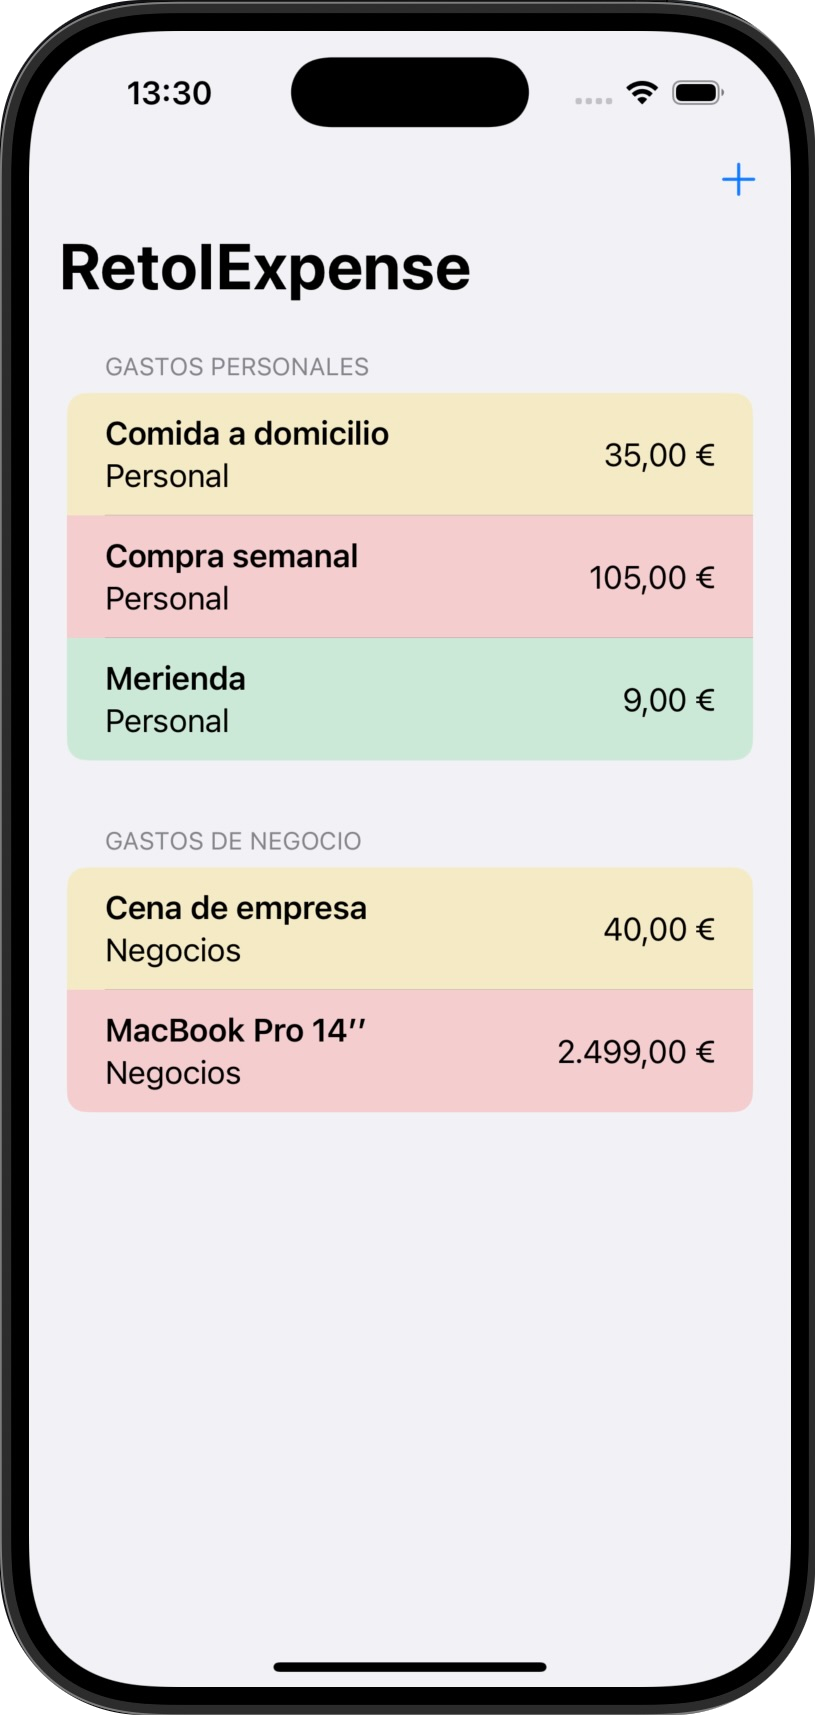 13:30
RetoIExpense
GASTOS PERSONALES
Comida a domicilio
Personal
35,00 €
Compra semanal
Personal
105,00 €
Merienda
Personal
9,00 €
GASTOS DE NEGOCIO
Cena de empresa
Negocios
40,00 €
MacBook Pro 14’’
Negocios
2.499,00 €